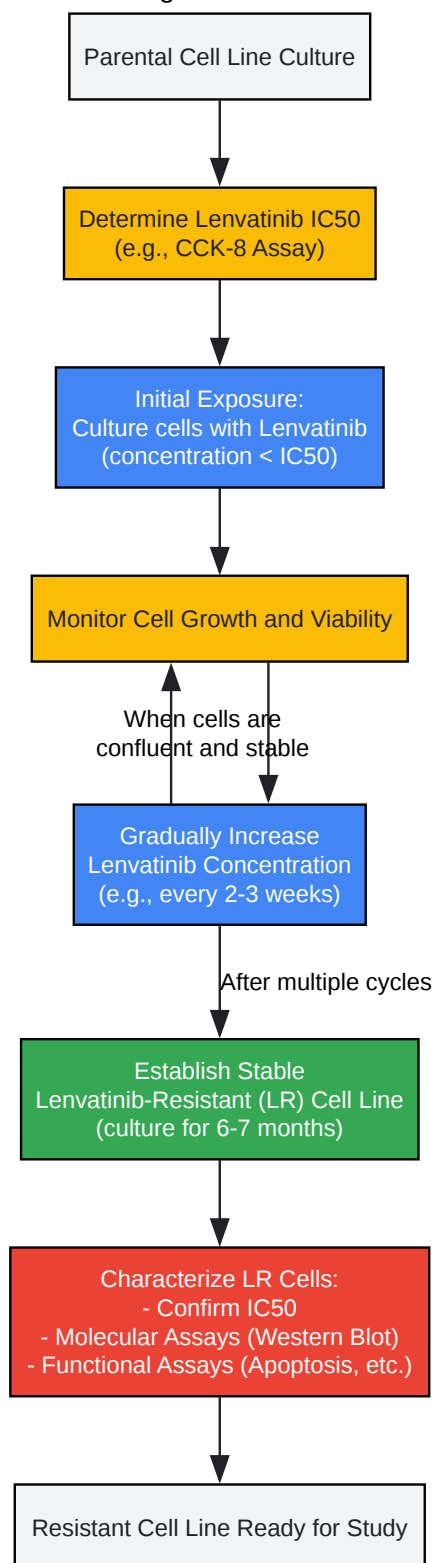 Parental Cell Line Culture
Determine Lenvatinib IC50
(e.g., CCK-8 Assay)
Initial Exposure:
Culture cells with Lenvatinib
(concentration < IC50)
Monitor Cell Growth and Viability
When cells are
confluent and stable
Gradually Increase
Lenvatinib Concentration
(e.g., every 2-3 weeks)
After multiple cycles
Establish Stable
Lenvatinib-Resistant (LR) Cell Line
(culture for 6-7 months)
Characterize LR Cells:
- Confirm IC50
- Molecular Assays (Western Blot)
- Functional Assays (Apoptosis, etc.)
Resistant Cell Line Ready for Study